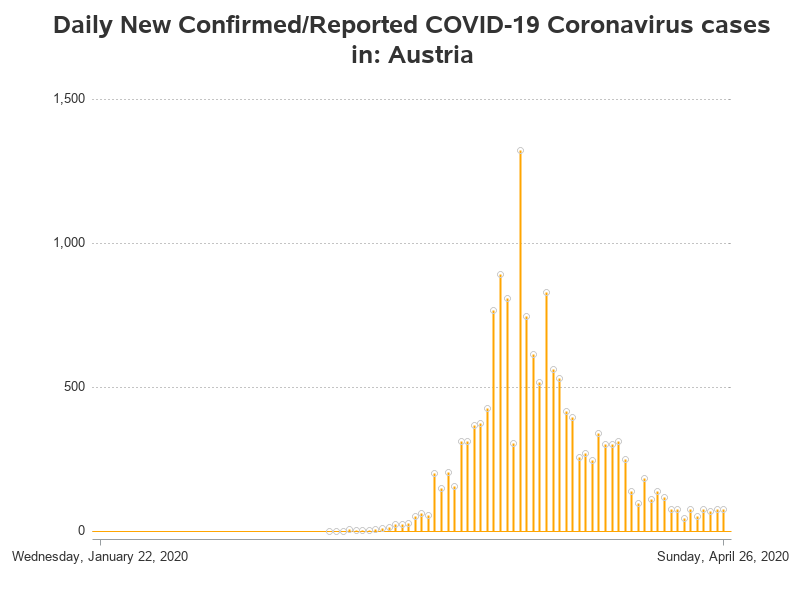 Daily New Confirmed/Reported COVID-19 Coronavirus cases
in: Austria
1,500
1,000
500
0
Wednesday, January 22, 2020
Sunday, April 26, 2020